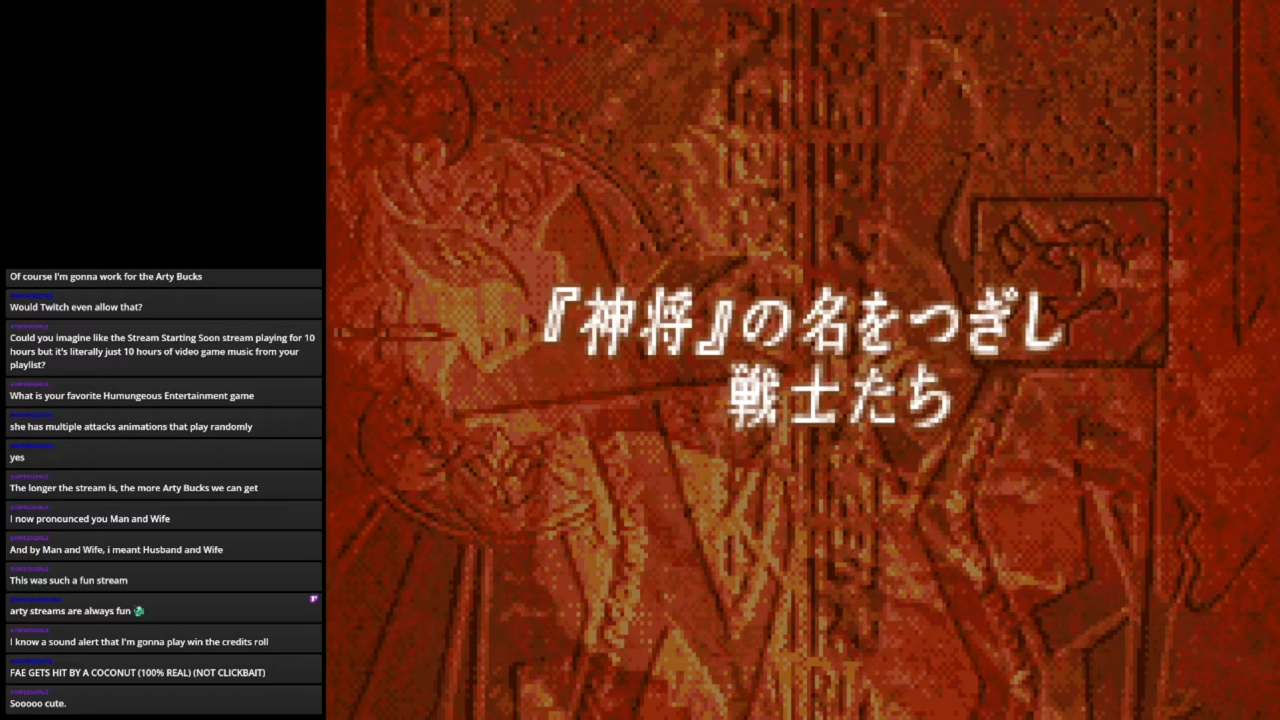 Of course I'm gonna work for the Arty Bucks
Would Twitch even allow that?
Could you imagine like the Stream Starting Soon stream playing for 10
hours but it's literally just 10 hours of video game music from your
playlist?
What is your favorite Humungeous Entertainment game
she has multiple attacks animations that play randomly
yes
The longer the stream is, the more Arty Bucks we can get
I now pronounced you Man and Wife
And by Man and Wife, i meant Husband and Wife
This was such a fun stream
arty streams are always fun
I know a sound alert that I'm gonna play win the credits roll
FAE GETS HIT BY A COCONUT (100% REAL) (NOT CLICKBAIT)
Sooooo cute.
『神将』の名をつぎし
戦士たち